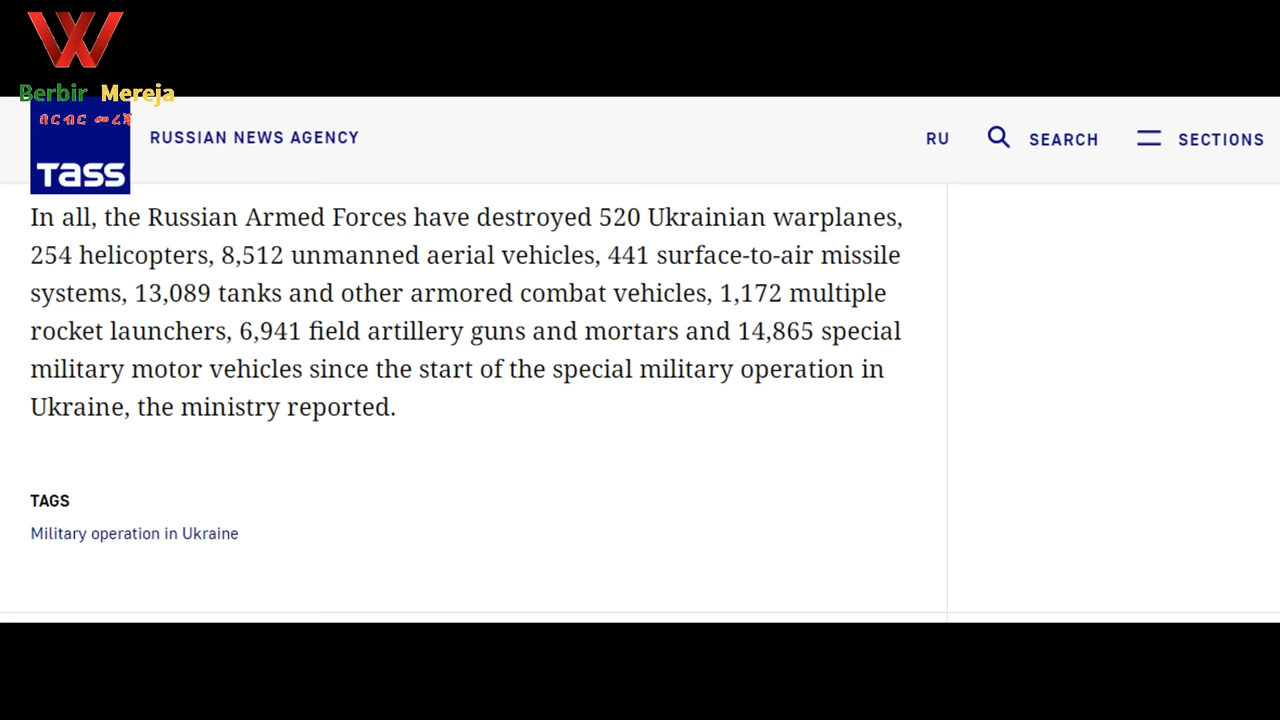 Berbir Mereja
በርብር መረጃ
TASS
RUSSIAN NEWS AGENCY
RU
SEARCH
SECTIONS
In all, the Russian Armed Forces have destroyed 520 Ukrainian warplanes,
254 helicopters, 8,512 unmanned aerial vehicles, 441 surface-to-air missile
systems, 13,089 tanks and other armored combat vehicles, 1,172 multiple
rocket launchers, 6,941 field artillery guns and mortars and 14,865 special
military motor vehicles since the start of the special military operation in
Ukraine, the ministry reported.
TAGS
Military operation in Ukraine